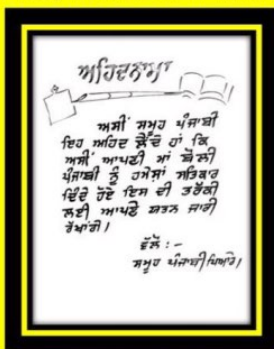 ਅਹਿਦਨਾਮਾ
ਅਸੀਂ ਸਮੂਹ ਪੰਜਾਬੀ
ਇਹ ਅਹਿਦ ਲੈਂਦੇ ਹਾਂ ਕਿ
ਅਸੀਂ ਆਪਣੀ ਮਾਂ ਬੋਲੀ
ਪੰਜਾਬੀ ਨੂੰ ਹਮੇਸ਼ਾਂ ਸਤਿਕਾਰ
ਦਿੰਦੇ ਹੋਏ ਇਸ ਦੀ ਤਰੱਕੀ
ਲਈ ਆਪਣੇ ਯਤਨ ਜਾਰੀ
ਰੱਖਾਂਗੇ।
ਵੱਲੋਂ :-
ਸਮੂਹ ਪੰਜਾਬੀ ਪਿਆਰੇ।